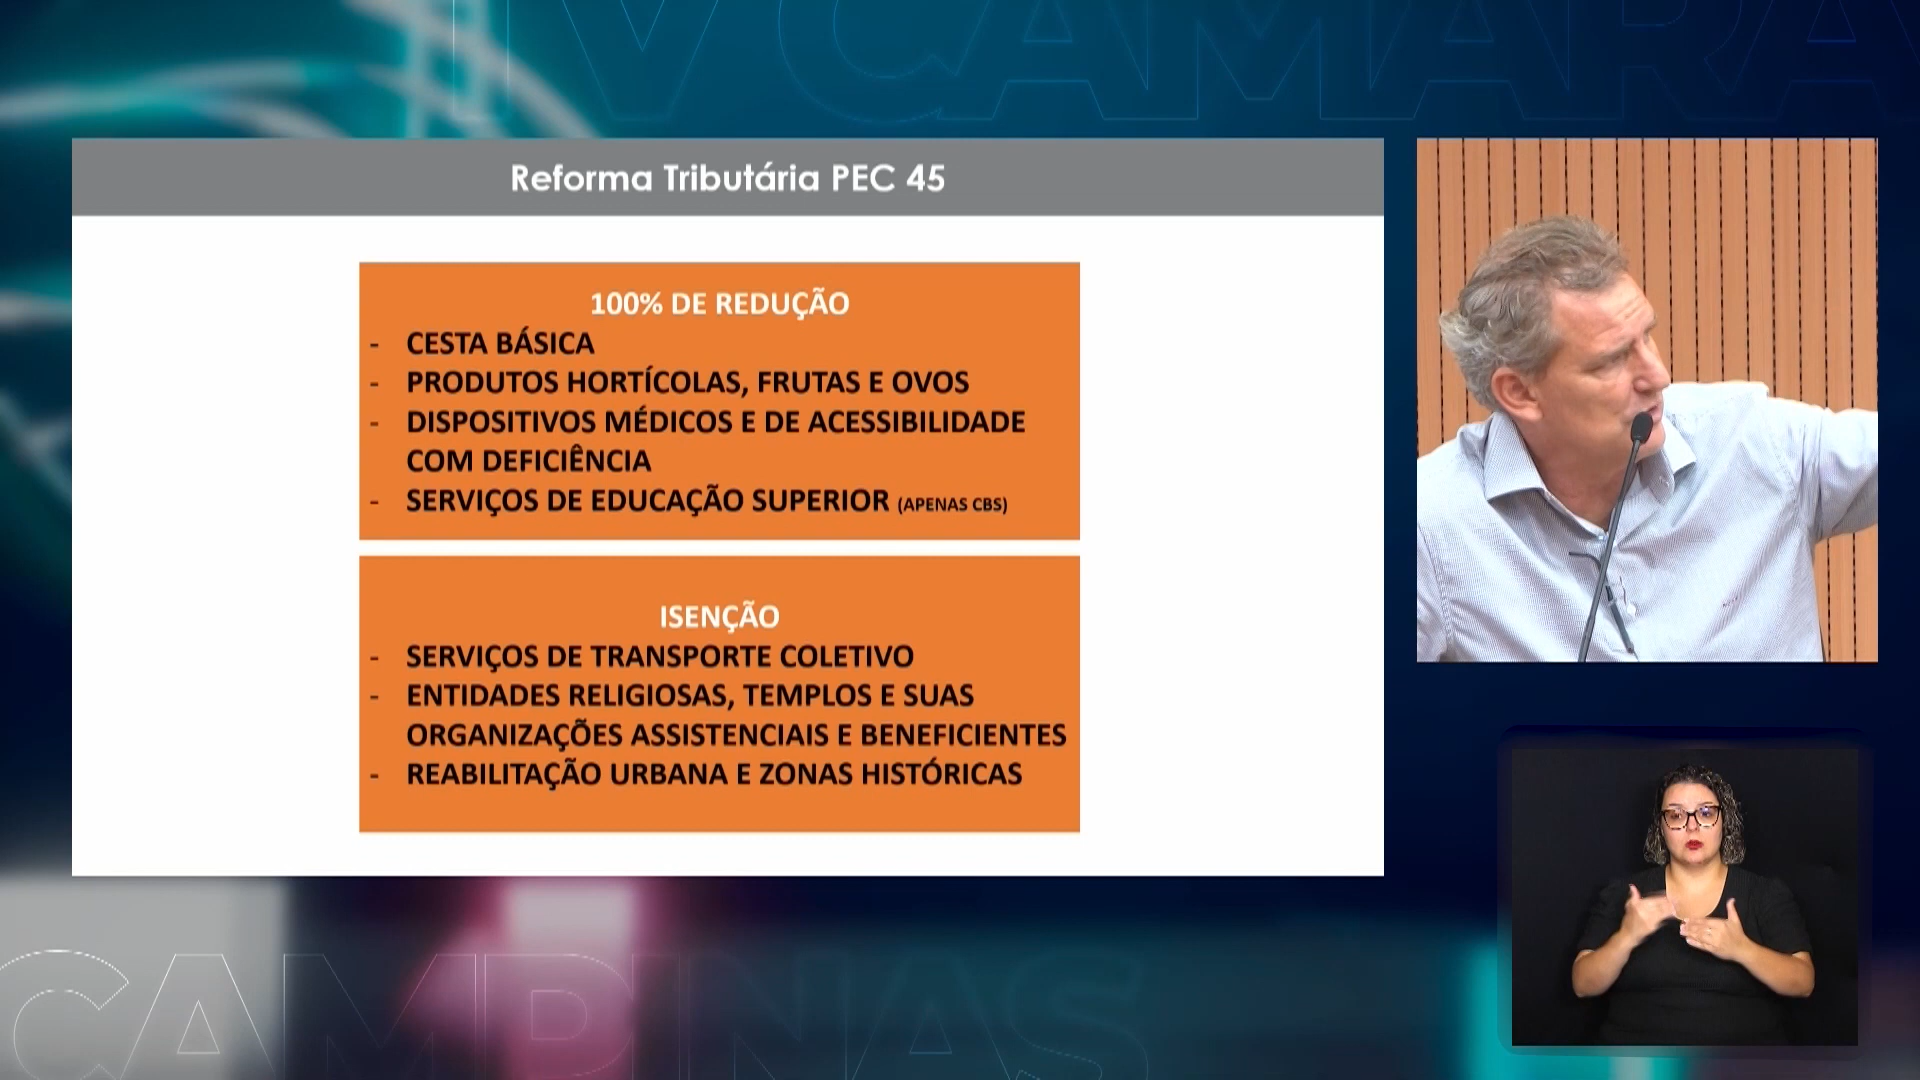 TV CÂMARA
Reforma Tributária PEC 45
100% DE REDUÇÃO
- CESTA BÁSICA
- PRODUTOS HORTÍCOLAS, FRUTAS E OVOS
- DISPOSITIVOS MÉDICOS E DE ACESSIBILIDADE
COM DEFICIÊNCIA
- SERVIÇOS DE EDUCAÇÃO SUPERIOR (APENAS CBS)
ISENÇÃO
- SERVIÇOS DE TRANSPORTE COLETIVO
- ENTIDADES RELIGIOSAS, TEMPLOS E SUAS
ORGANIZAÇÕES ASSISTENCIAIS E BENEFICIENTES
- REABILITAÇÃO URBANA E ZONAS HISTÓRICAS
CAMPINAS